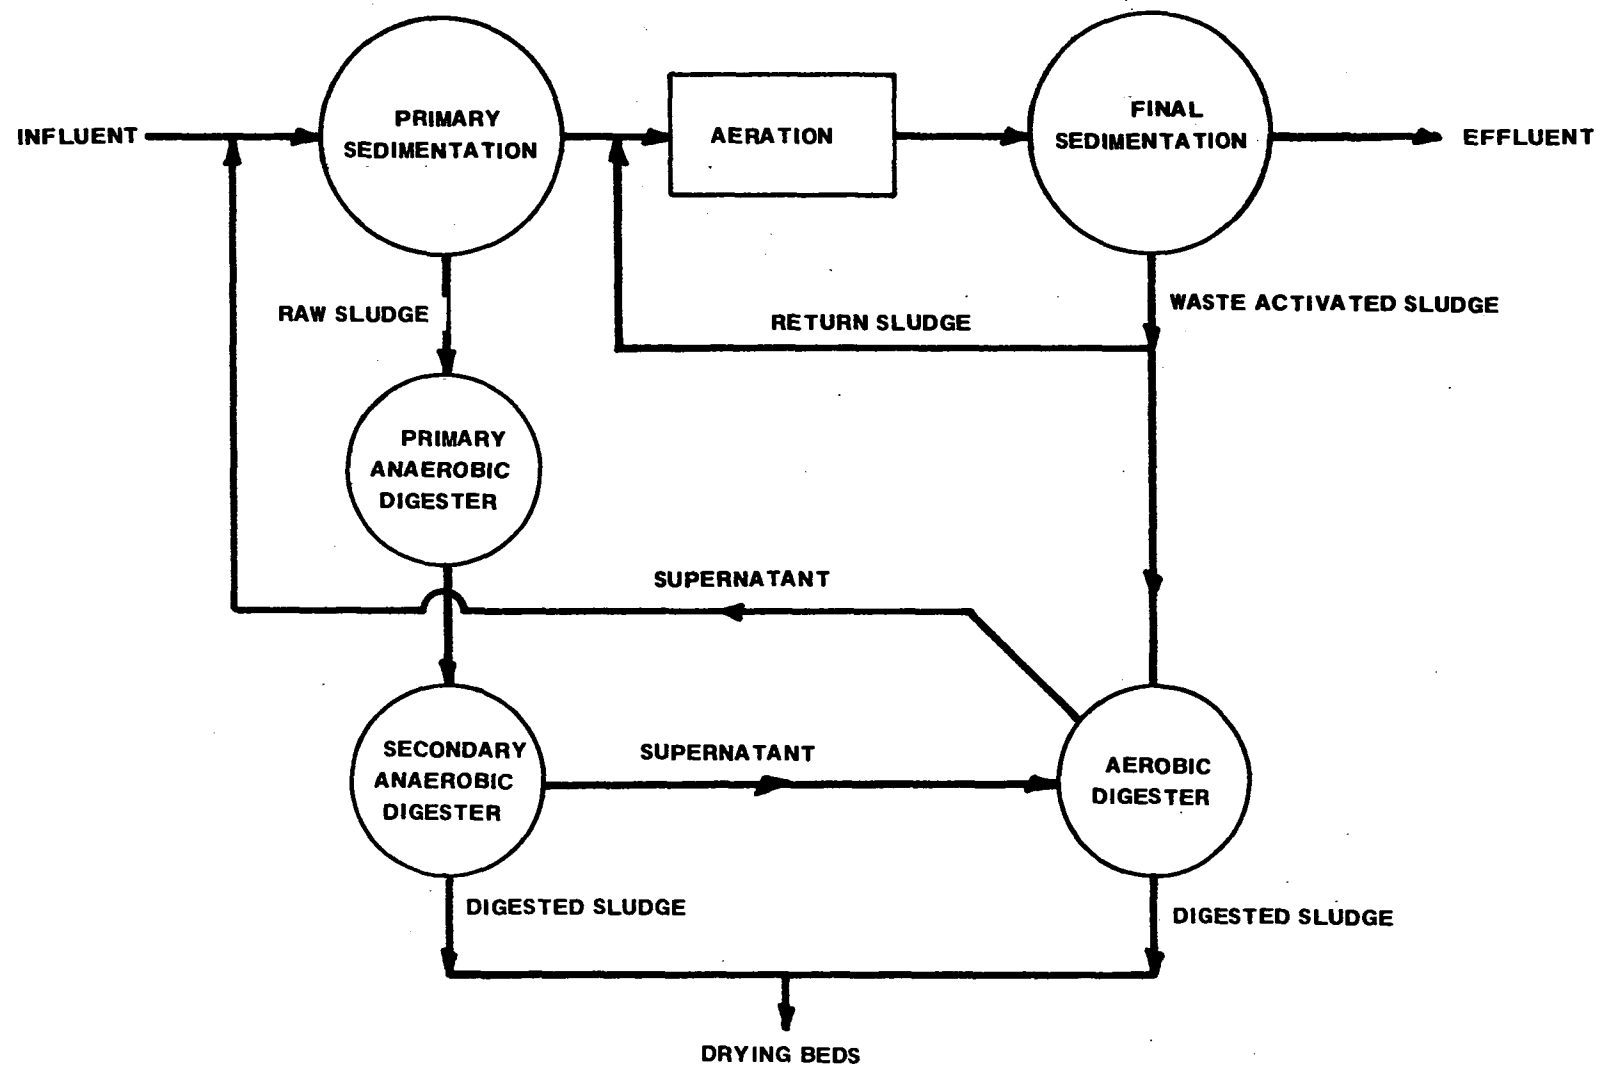 INFLUENT
PRIMARY
SEDIMENTATION
AERATION
FINAL
SEDIMENTATION
EFFLUENT
RAW SLUDGE
RETURN SLUDGE
WASTE ACTIVATED SLUDGE
PRIMARY
ANAEROBIC
DIGESTER
SUPERNATANT
SECONDARY
ANAEROBIC
DIGESTER
SUPERNATANT
AEROBIC
DIGESTER
DIGESTED SLUDGE
DIGESTED SLUDGE
DRYING BEDS